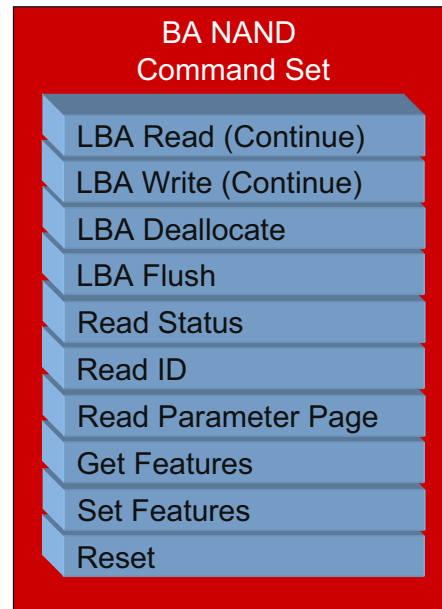 BA NAND
Command Set
LBA Read (Continue)
LBA Write (Continue)
LBA Deallocate
LBA Flush
Read Status
Read ID
Read Parameter Page
Get Features
Set Features
Reset